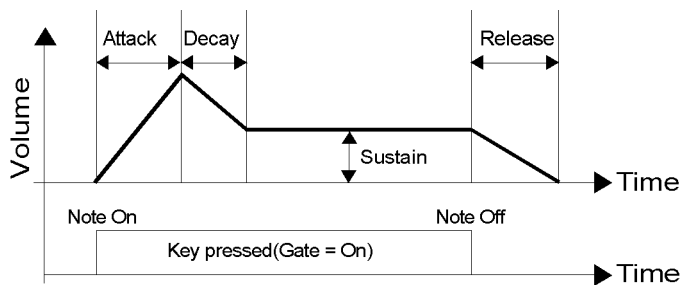 Attack
Decay
Release
Volume
Sustain
Time
Note On
Note Off
Key pressed(Gate = On)
Time